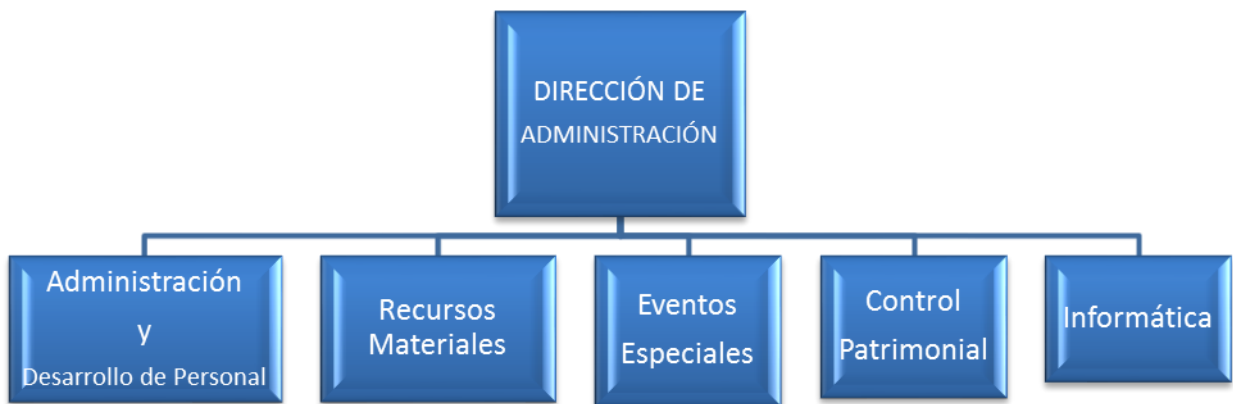 DIRECCIÓN DE
ADMINISTRACIÓN
Administración
y
Desarrollo de Personal
Recursos
Materiales
Eventos
Especiales
Control
Patrimonial
Informática